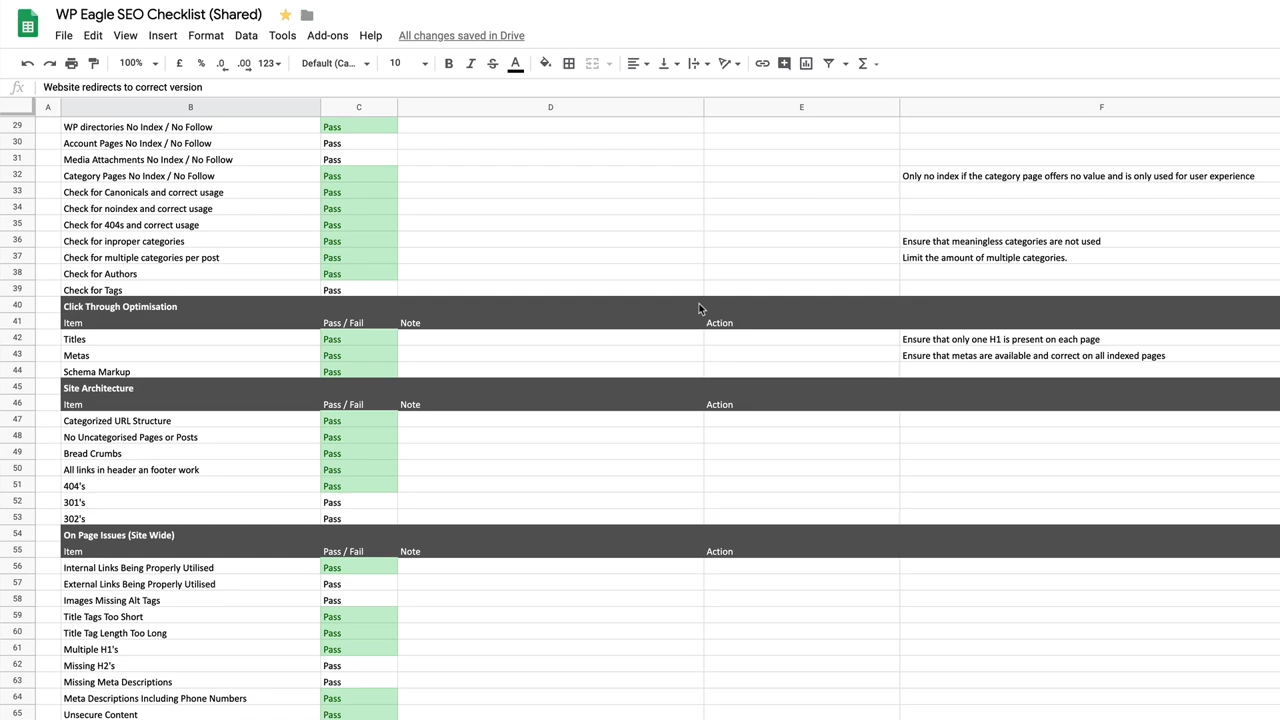 WP Eagle SEO Checklist (Shared)
File Edit View Insert Format Data Tools Add-ons Help All changes saved in Drive
100% £ % .0 .00 123 Default (Ca... 10 B I S A
fx Website redirects to correct version
A B C D E F
29 WP directories No Index / No Follow Pass
30 Account Pages No Index / No Follow Pass
31 Media Attachments No Index / No Follow Pass
32 Category Pages No Index / No Follow Pass Only no index if the category page offers no value and is only used for user experience
33 Check for Canonicals and correct usage Pass
34 Check for noindex and correct usage Pass
35 Check for 404s and correct usage Pass
36 Check for inproper categories Pass Ensure that meaningless categories are not used
37 Check for multiple categories per post Pass Limit the amount of multiple categories.
38 Check for Authors Pass
39 Check for Tags Pass
40 Click Through Optimisation
41 Item Pass / Fail Note Action
42 Titles Pass Ensure that only one H1 is present on each page
43 Metas Pass Ensure that metas are available and correct on all indexed pages
44 Schema Markup Pass
45 Site Architecture
46 Item Pass / Fail Note Action
47 Categorized URL Structure Pass
48 No Uncategorised Pages or Posts Pass
49 Bread Crumbs Pass
50 All links in header an footer work Pass
51 404's Pass
52 301's Pass
53 302's Pass
54 On Page Issues (Site Wide)
55 Item Pass / Fail Note Action
56 Internal Links Being Properly Utilised Pass
57 External Links Being Properly Utilised Pass
58 Images Missing Alt Tags Pass
59 Title Tags Too Short Pass
60 Title Tag Length Too Long Pass
61 Multiple H1's Pass
62 Missing H2's Pass
63 Missing Meta Descriptions Pass
64 Meta Descriptions Including Phone Numbers Pass
65 Unsecure Content Pass